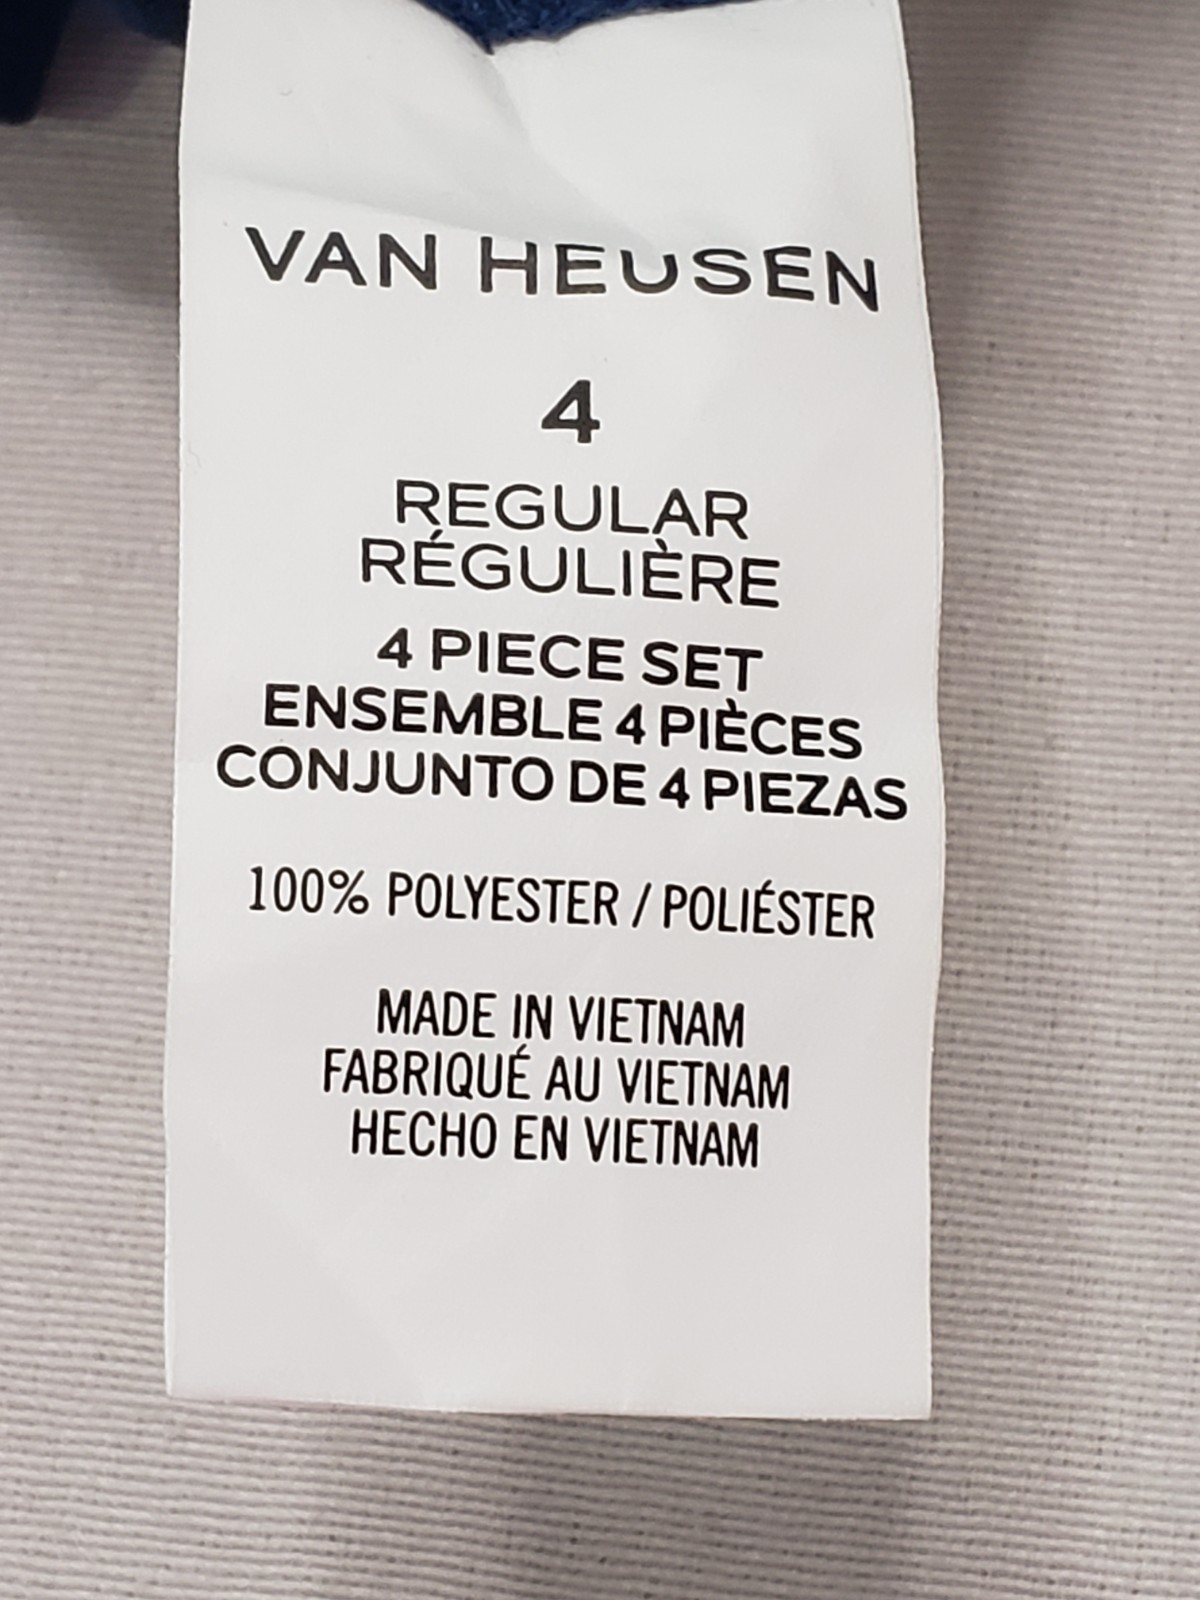 VAN HEUSEN
4
REGULAR
RÉGULIÈRE
4 PIECE SET
ENSEMBLE 4 PIÈCES
CONJUNTO DE 4 PIEZAS
100% POLYESTER / POLIÉSTER
MADE IN VIETNAM
FABRIQUÉ AU VIETNAM
HECHO EN VIETNAM